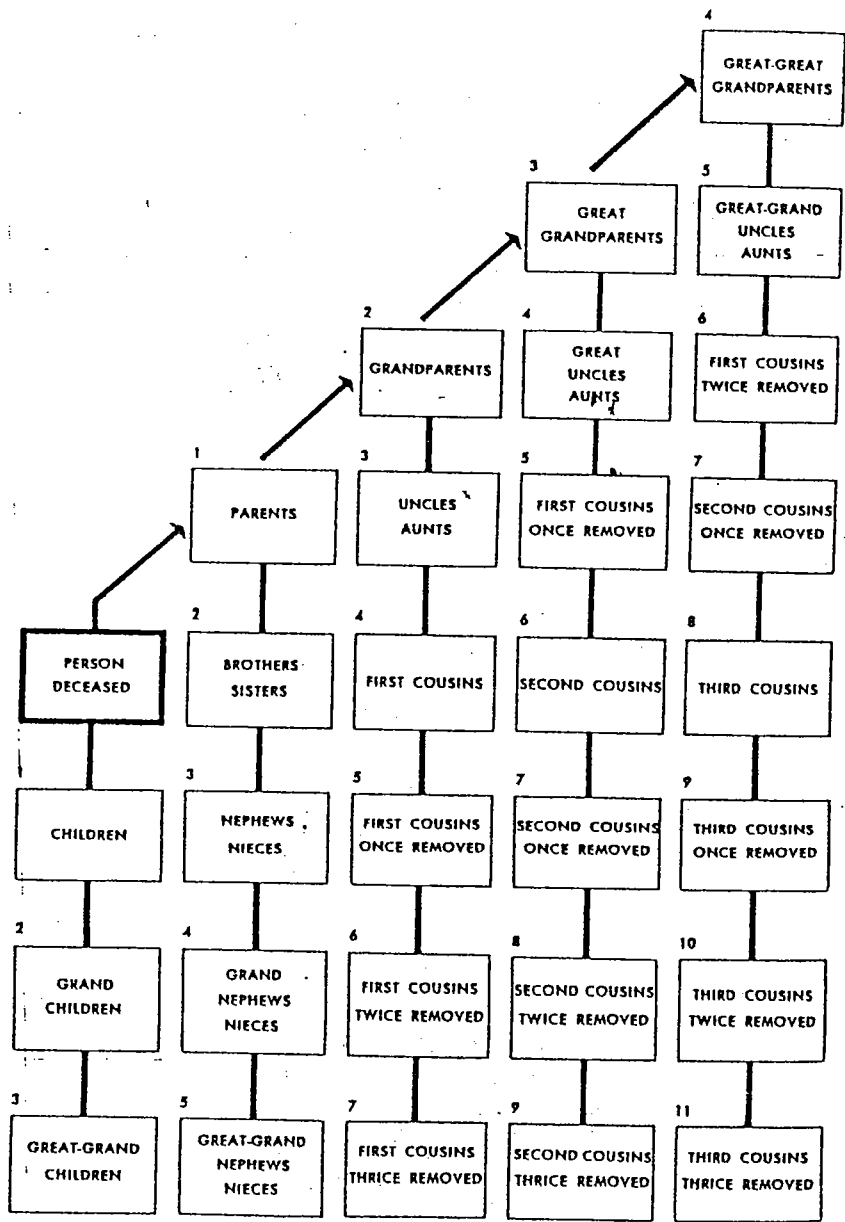 4
GREAT-GREAT
GRANDPARENTS
3
GREAT
GRANDPARENTS
5
GREAT-GRAND
UNCLES
AUNTS
2
GRANDPARENTS
4
GREAT
UNCLES
AUNTS
6
FIRST COUSINS
TWICE REMOVED
1
PARENTS
3
UNCLES
AUNTS
5
FIRST COUSINS
ONCE REMOVED
7
SECOND COUSINS
ONCE REMOVED
PERSON
DECEASED
2
BROTHERS
SISTERS
4
FIRST COUSINS
6
SECOND COUSINS
8
THIRD COUSINS
CHILDREN
3
NEPHEWS
NIECES
5
FIRST COUSINS
ONCE REMOVED
7
SECOND COUSINS
ONCE REMOVED
9
THIRD COUSINS
ONCE REMOVED
2
GRAND
CHILDREN
4
GRAND
NEPHEWS
NIECES
6
FIRST COUSINS
TWICE REMOVED
8
SECOND COUSINS
TWICE REMOVED
10
THIRD COUSINS
TWICE REMOVED
3
GREAT-GRAND
CHILDREN
5
GREAT-GRAND
NEPHEWS
NIECES
7
FIRST COUSINS
THRICE REMOVED
9
SECOND COUSINS
THRICE REMOVED
11
THIRD COUSINS
THRICE REMOVED